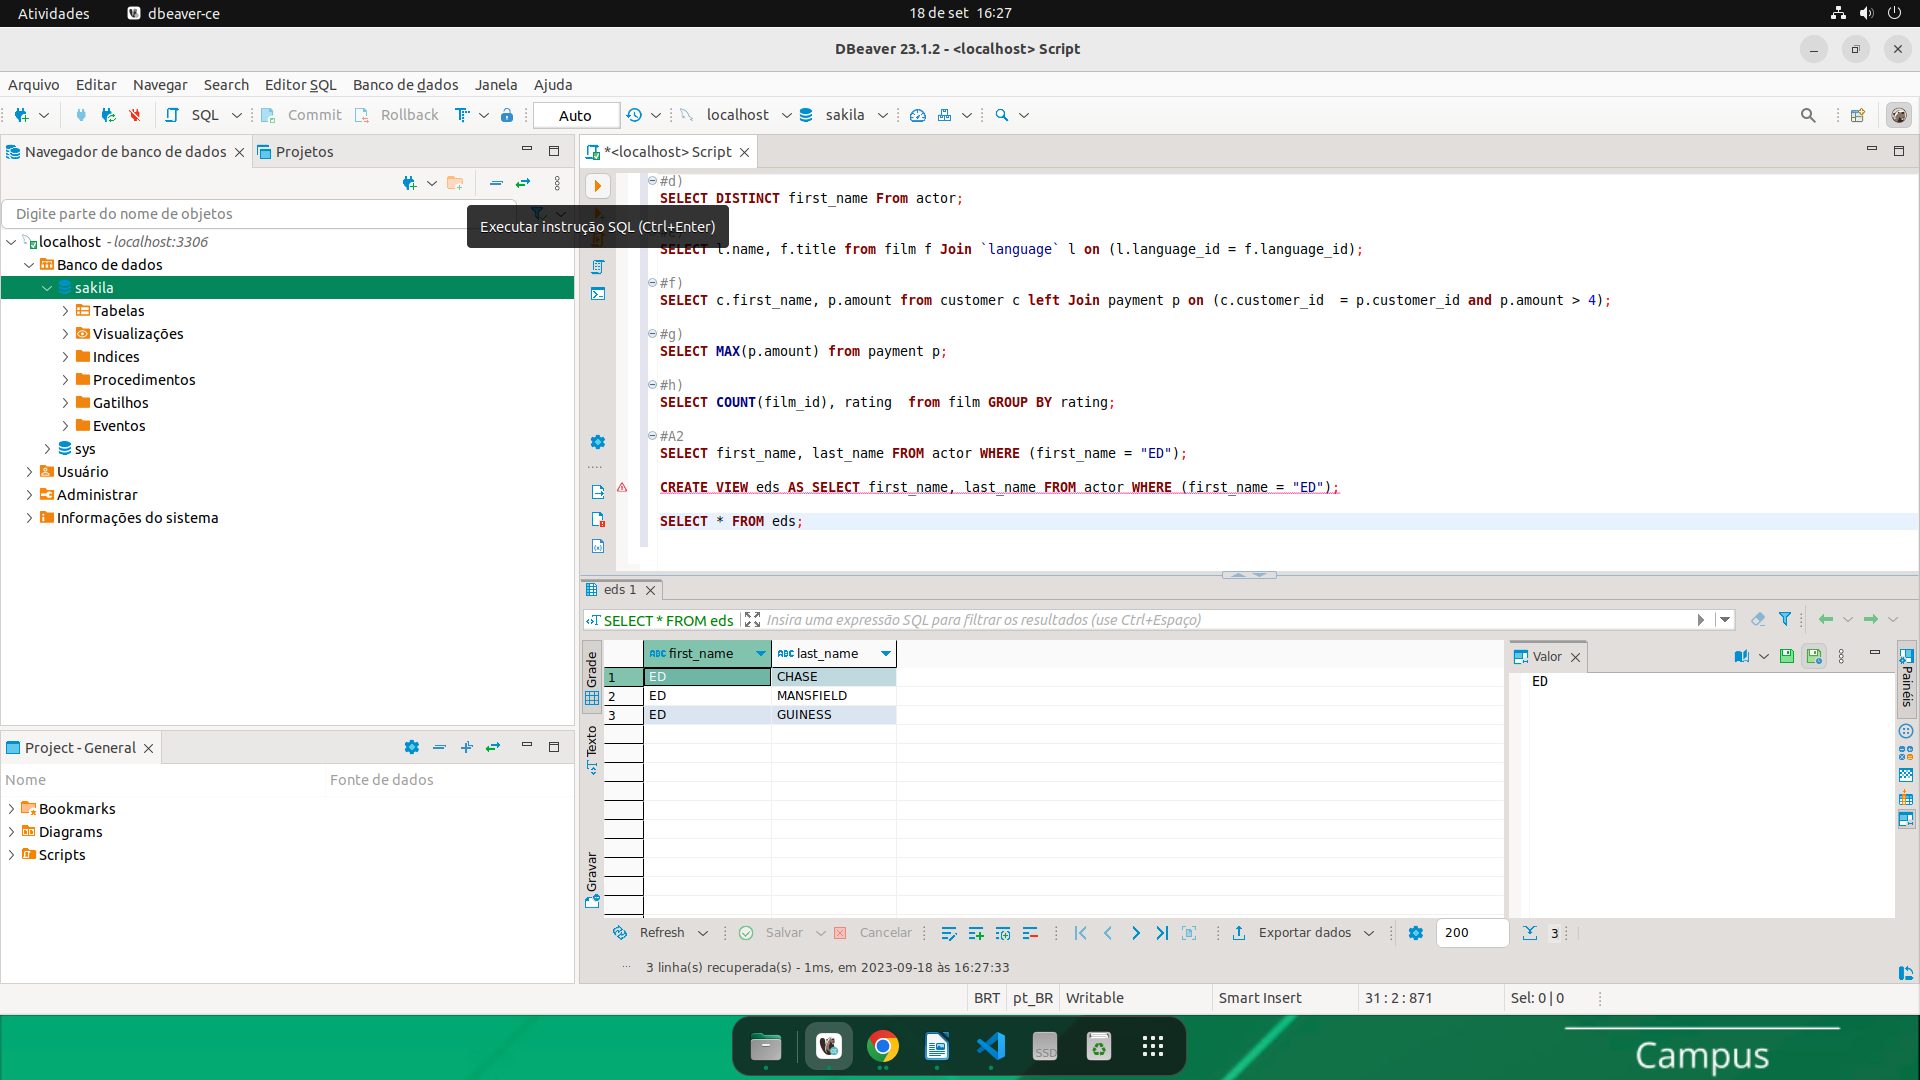 Atividades dbeaver-ce 18 de set 16:27
DBeaver 23.1.2 - <localhost> Script
Arquivo Editar Navegar Search Editor SQL Banco de dados Janela Ajuda
SQL Commit Rollback Auto localhost sakila
Navegador de banco de dados Projetos
Digite parte do nome de objetos
localhost - localhost:3306
Banco de dados
sakila
Tabelas
Visualizações
Indices
Procedimentos
Gatilhos
Eventos
sys
Usuário
Administrar
Informações do sistema
Project - General
Nome Fonte de dados
Bookmarks
Diagrams
Scripts
*<localhost> Script
#d)
SELECT DISTINCT first_name From actor;
Executar instrução SQL (Ctrl+Enter)
SELECT l.name, f.title from film f Join `language` l on (l.language_id = f.language_id);
#f)
SELECT c.first_name, p.amount from customer c left Join payment p on (c.customer_id  = p.customer_id and p.amount > 4);
#g)
SELECT MAX(p.amount) from payment p;
#h)
SELECT COUNT(film_id), rating  from film GROUP BY rating;
#A2
SELECT first_name, last_name FROM actor WHERE (first_name = "ED");
CREATE VIEW eds AS SELECT first_name, last_name FROM actor WHERE (first_name = "ED");
SELECT * FROM eds;
eds 1
SELECT * FROM eds Insira uma expressão SQL para filtrar os resultados (use Ctrl+Espaço)
Grade
Texto
Gravar
ABC first_name ABC last_name
1 ED CHASE
2 ED MANSFIELD
3 ED GUINESS
Valor
ED
Painéis
Refresh Salvar Cancelar Exportar dados 200 3
3 linha(s) recuperada(s) - 1ms, em 2023-09-18 às 16:27:33
BRT pt_BR Writable Smart Insert 31 : 2 : 871 Sel: 0 | 0
SSD
Campus